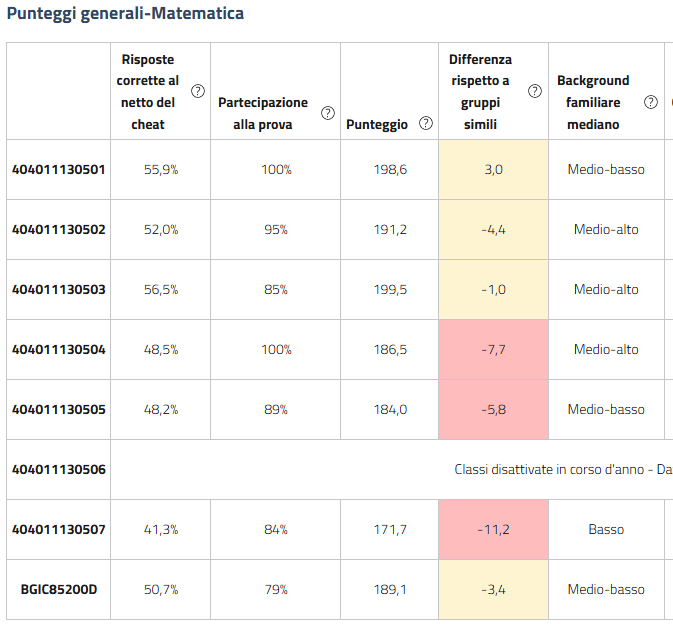 Punteggi generali-Matematica
Risposte corrette al netto del cheat ? Partecipazione alla prova ? Punteggio ? Differenza rispetto a gruppi simili ? Background familiare mediano ?
404011130501 55,9% 100% 198,6 3,0 Medio-basso
404011130502 52,0% 95% 191,2 -4,4 Medio-alto
404011130503 56,5% 85% 199,5 -1,0 Medio-alto
404011130504 48,5% 100% 186,5 -7,7 Medio-alto
404011130505 48,2% 89% 184,0 -5,8 Medio-basso
404011130506 Classi disattivate in corso d'anno - Da
404011130507 41,3% 84% 171,7 -11,2 Basso
BGIC85200D 50,7% 79% 189,1 -3,4 Medio-basso